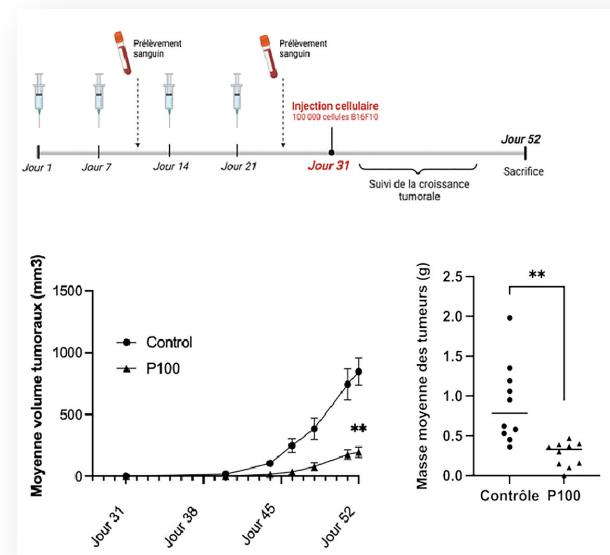 Prélèvement
sanguin
Prélèvement
sanguin
Injection cellulaire
100 000 cellules B16F10
Jour 52
Jour 1
Jour 7
Jour 14
Jour 21
Jour 31
Sacrifice
Suivi de la croissance
tumorale
Moyenne volume tumoraux (mm3)
1500
1000
500
0
Control
P100
**
Jour 31
Jour 38
Jour 45
Jour 52
Masse moyenne des tumeurs (g)
2.5
2.0
1.5
1.0
0.5
0.0
**
Contrôle P100